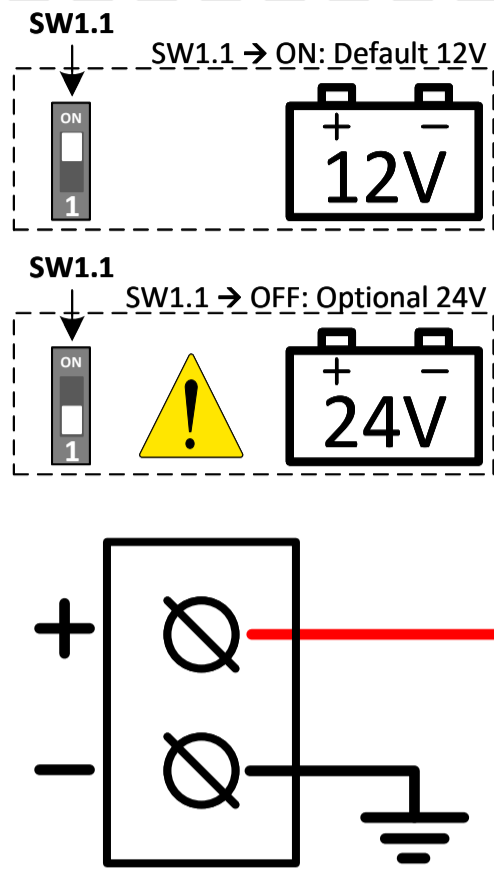 SW1.1
SW1.1 → ON: Default 12V
ON
1
+ −
12V
SW1.1
SW1.1 → OFF: Optional 24V
ON
1
!
+ −
24V
+
−